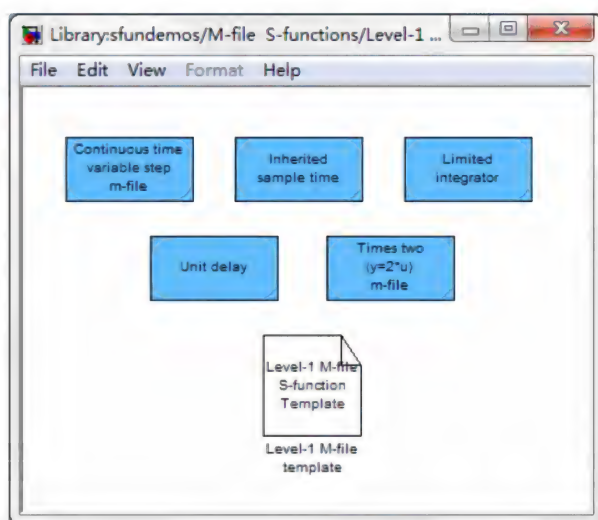 Library:sfundemos/M-file S-functions/Level-1 ...
File Edit View Format Help
Continuous time
variable step
m-file
Inherited
sample time
Limited
integrator
Unit delay
Times two
(y=2*u)
m-file
Level-1 M-file
S-function
Template
Level-1 M-file
template